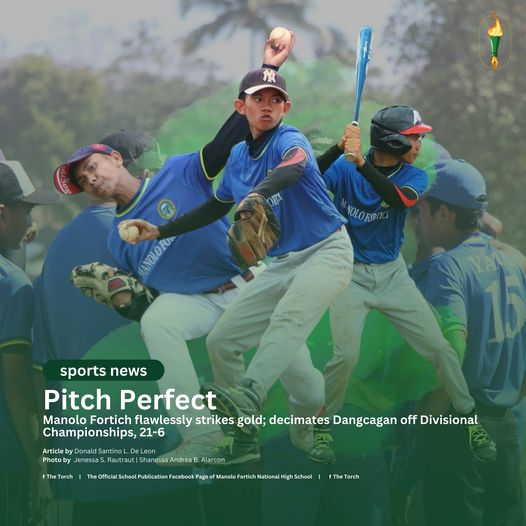 NY
MANOLO FORTICH
MANOLO FORTICH
15
sports news
Pitch Perfect
Manolo Fortich flawlessly strikes gold; decimates Dangcagan off Divisional
Championships, 21-6
Article by Donald Santino L. De Leon
Photo by Jenessa S. Rautraut | Shanessa Andrea B. Alarcon
f The Torch | The Official School Publication Facebook Page of Manolo Fortich National High School | f The Torch